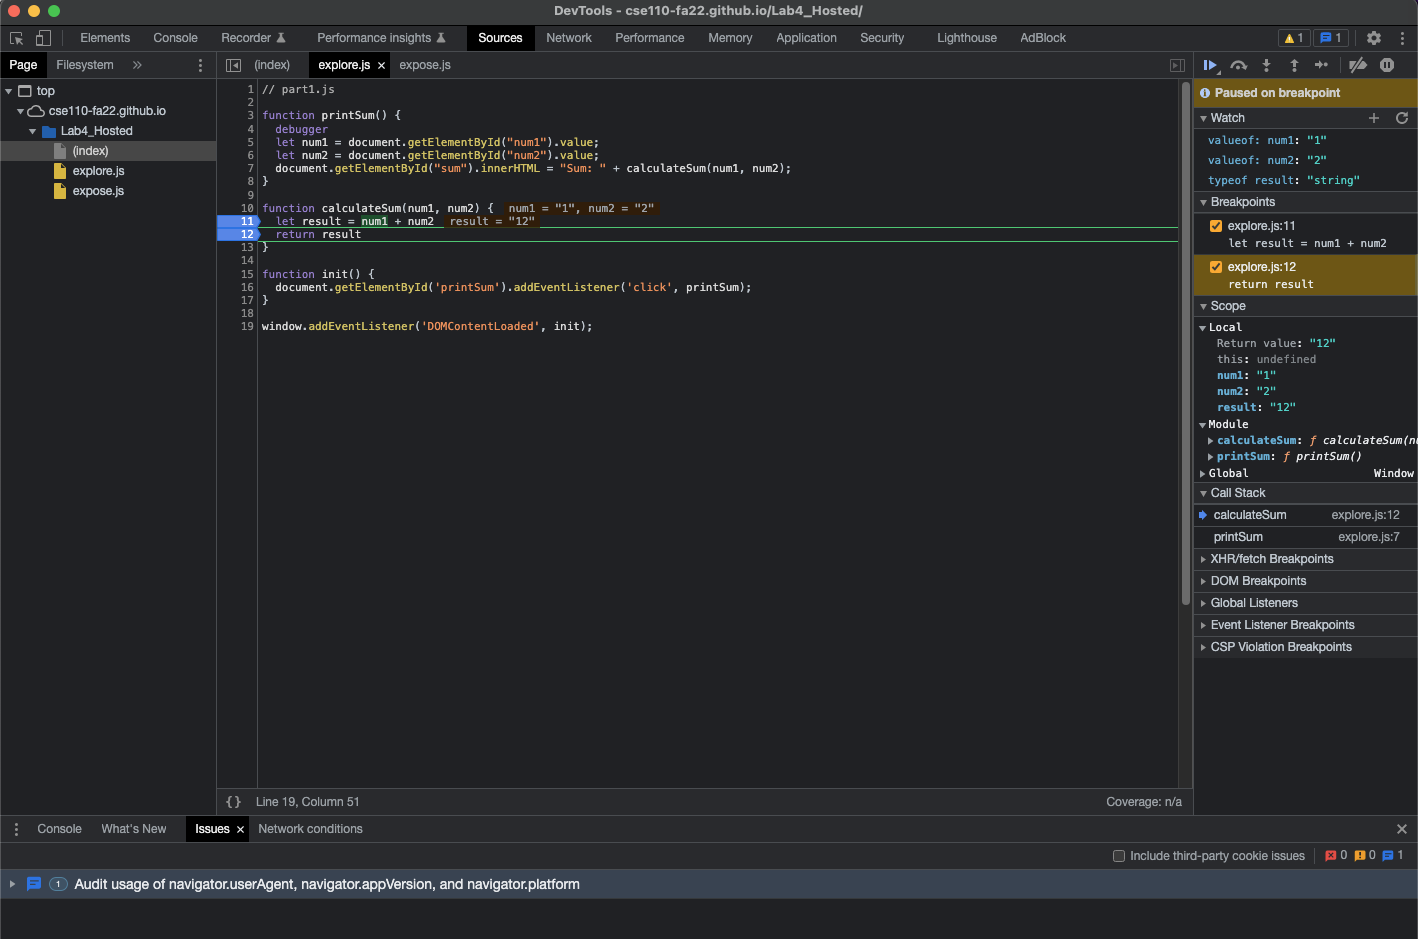 DevTools - cse110-fa22.github.io/Lab4_Hosted/
Elements Console Recorder Performance insights Sources Network Performance Memory Application Security Lighthouse AdBlock 1 1
Page Filesystem »
(index) explore.js × expose.js
top
cse110-fa22.github.io
Lab4_Hosted
(index)
explore.js
expose.js
1 // part1.js
2
3 function printSum() {
4 debugger
5 let num1 = document.getElementById("num1").value;
6 let num2 = document.getElementById("num2").value;
7 document.getElementById("sum").innerHTML = "Sum: " + calculateSum(num1, num2);
8 }
9
10 function calculateSum(num1, num2) { num1 = "1", num2 = "2"
11 let result = num1 + num2 result = "12"
12 return result
13 }
14
15 function init() {
16 document.getElementById('printSum').addEventListener('click', printSum);
17 }
18
19 window.addEventListener('DOMContentLoaded', init);
{} Line 19, Column 51 Coverage: n/a
Paused on breakpoint
Watch
valueof: num1: "1"
valueof: num2: "2"
typeof result: "string"
Breakpoints
explore.js:11
let result = num1 + num2
explore.js:12
return result
Scope
Local
Return value: "12"
this: undefined
num1: "1"
num2: "2"
result: "12"
Module
calculateSum: ƒ calculateSum(nu
printSum: ƒ printSum()
Global Window
Call Stack
calculateSum explore.js:12
printSum explore.js:7
XHR/fetch Breakpoints
DOM Breakpoints
Global Listeners
Event Listener Breakpoints
CSP Violation Breakpoints
Console What's New Issues × Network conditions
Include third-party cookie issues 0 0 1
1 Audit usage of navigator.userAgent, navigator.appVersion, and navigator.platform